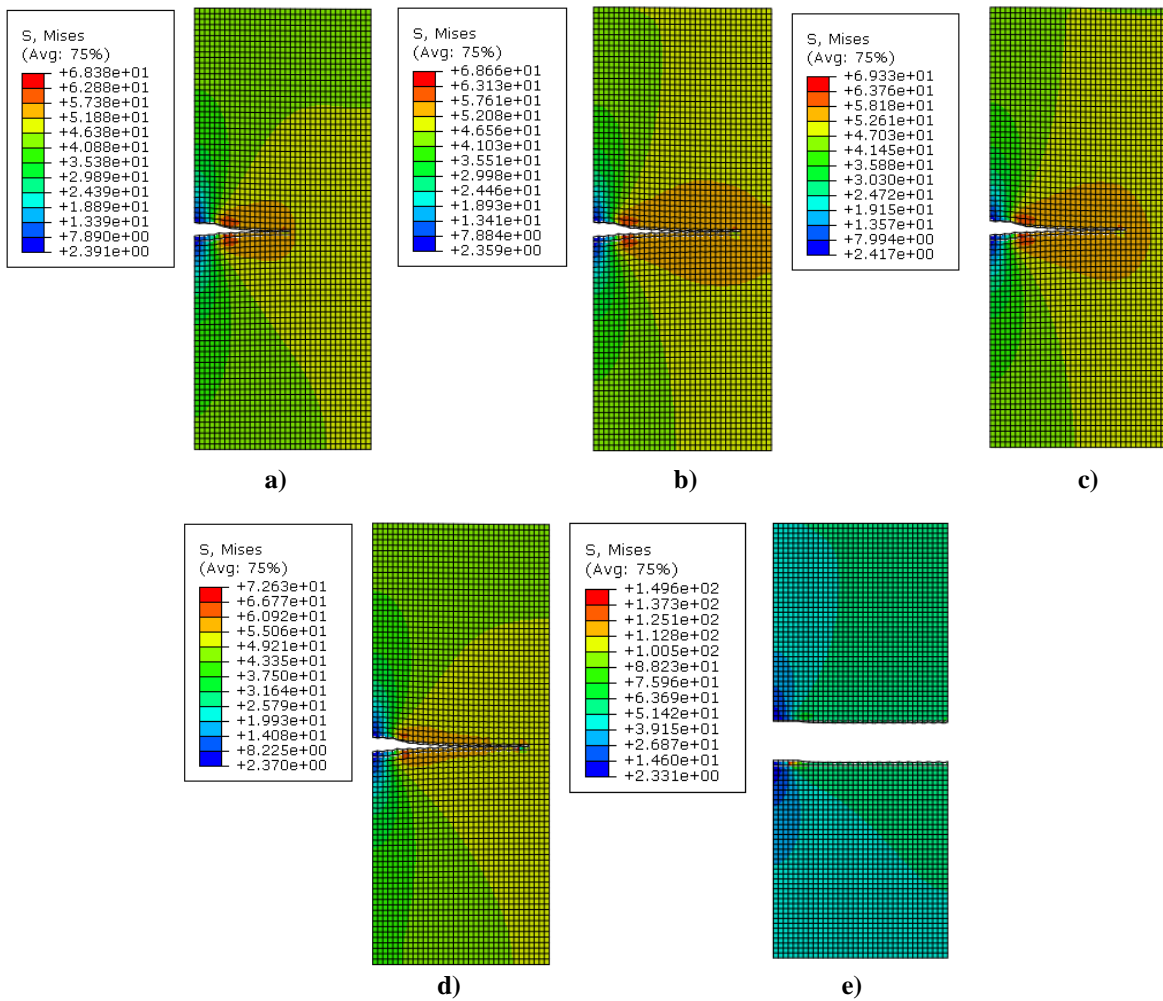 S, Mises
(Avg: 75%)
+6.838e+01
+6.288e+01
+5.738e+01
+5.188e+01
+4.638e+01
+4.088e+01
+3.538e+01
+2.989e+01
+2.439e+01
+1.889e+01
+1.339e+01
+7.890e+00
+2.391e+00
a)
S, Mises
(Avg: 75%)
+6.866e+01
+6.313e+01
+5.761e+01
+5.208e+01
+4.656e+01
+4.103e+01
+3.551e+01
+2.998e+01
+2.446e+01
+1.893e+01
+1.341e+01
+7.884e+00
+2.359e+00
b)
S, Mises
(Avg: 75%)
+6.933e+01
+6.376e+01
+5.818e+01
+5.261e+01
+4.703e+01
+4.145e+01
+3.588e+01
+3.030e+01
+2.472e+01
+1.915e+01
+1.357e+01
+7.994e+00
+2.417e+00
c)
S, Mises
(Avg: 75%)
+7.263e+01
+6.677e+01
+6.092e+01
+5.506e+01
+4.921e+01
+4.335e+01
+3.750e+01
+3.164e+01
+2.579e+01
+1.993e+01
+1.408e+01
+8.225e+00
+2.370e+00
d)
S, Mises
(Avg: 75%)
+1.496e+02
+1.373e+02
+1.251e+02
+1.128e+02
+1.005e+02
+8.823e+01
+7.596e+01
+6.369e+01
+5.142e+01
+3.915e+01
+2.687e+01
+1.460e+01
+2.331e+00
e)